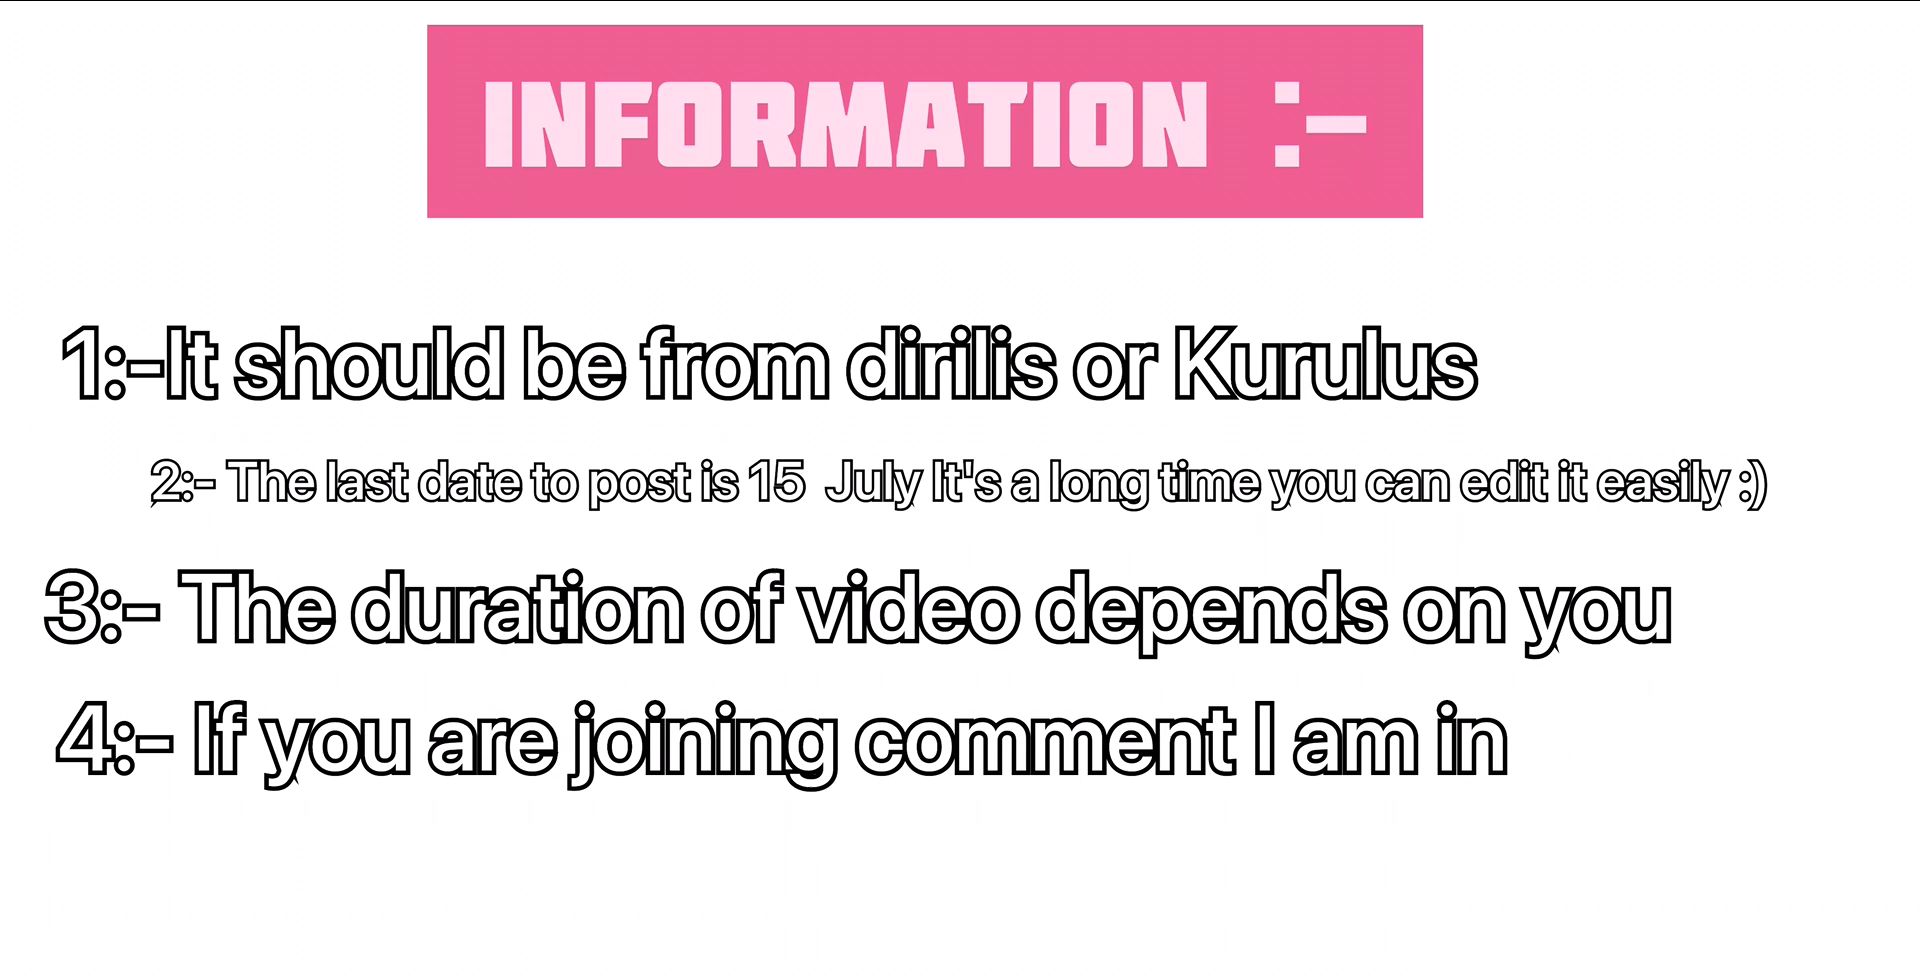 INFORMATION :-
1:-It should be from dirilis or Kurulus
2:- The last date to post is 15  July It's a long time you can edit it easily :)
3:- The duration of video depends on you
4:- If you are joining comment I am in